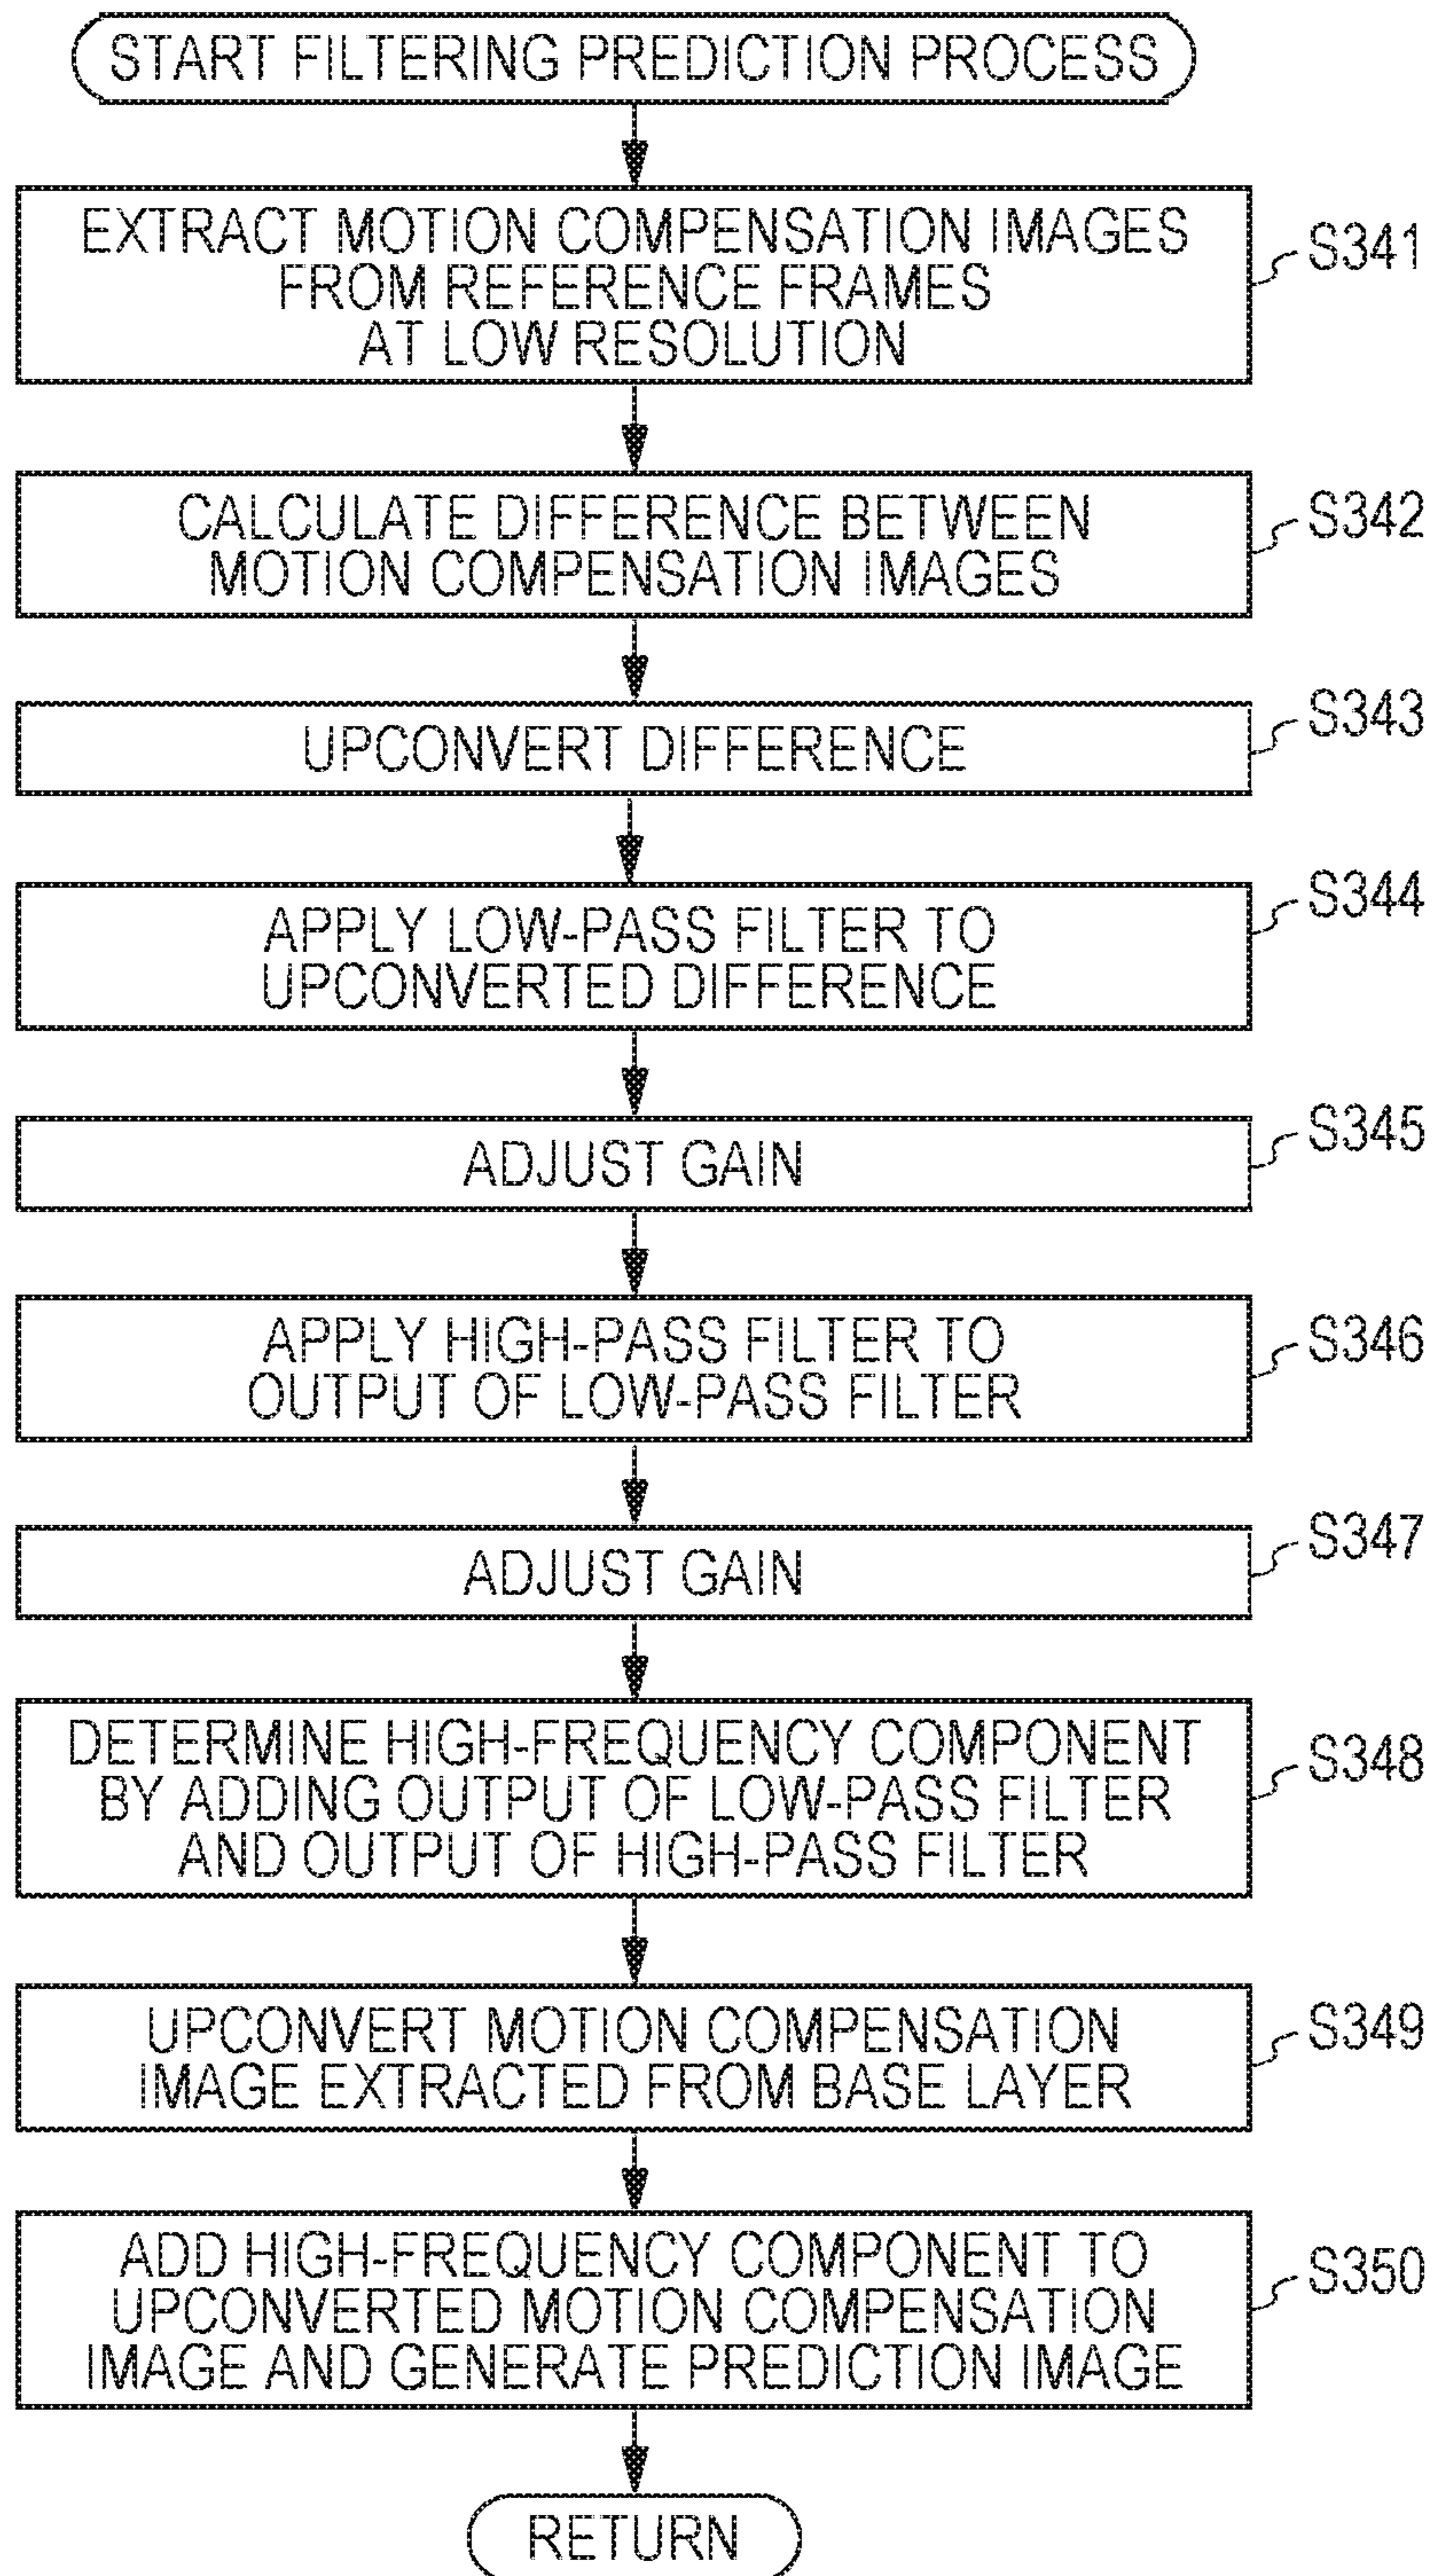 START FILTERING PREDICTION PROCESS
EXTRACT MOTION COMPENSATION IMAGES
FROM REFERENCE FRAMES
AT LOW RESOLUTION
S341
CALCULATE DIFFERENCE BETWEEN
MOTION COMPENSATION IMAGES
S342
UPCONVERT DIFFERENCE
S343
APPLY LOW-PASS FILTER TO
UPCONVERTED DIFFERENCE
S344
ADJUST GAIN
S345
APPLY HIGH-PASS FILTER TO
OUTPUT OF LOW-PASS FILTER
S346
ADJUST GAIN
S347
DETERMINE HIGH-FREQUENCY COMPONENT
BY ADDING OUTPUT OF LOW-PASS FILTER
AND OUTPUT OF HIGH-PASS FILTER
S348
UPCONVERT MOTION COMPENSATION
IMAGE EXTRACTED FROM BASE LAYER
S349
ADD HIGH-FREQUENCY COMPONENT TO
UPCONVERTED MOTION COMPENSATION
IMAGE AND GENERATE PREDICTION IMAGE
S350
RETURN